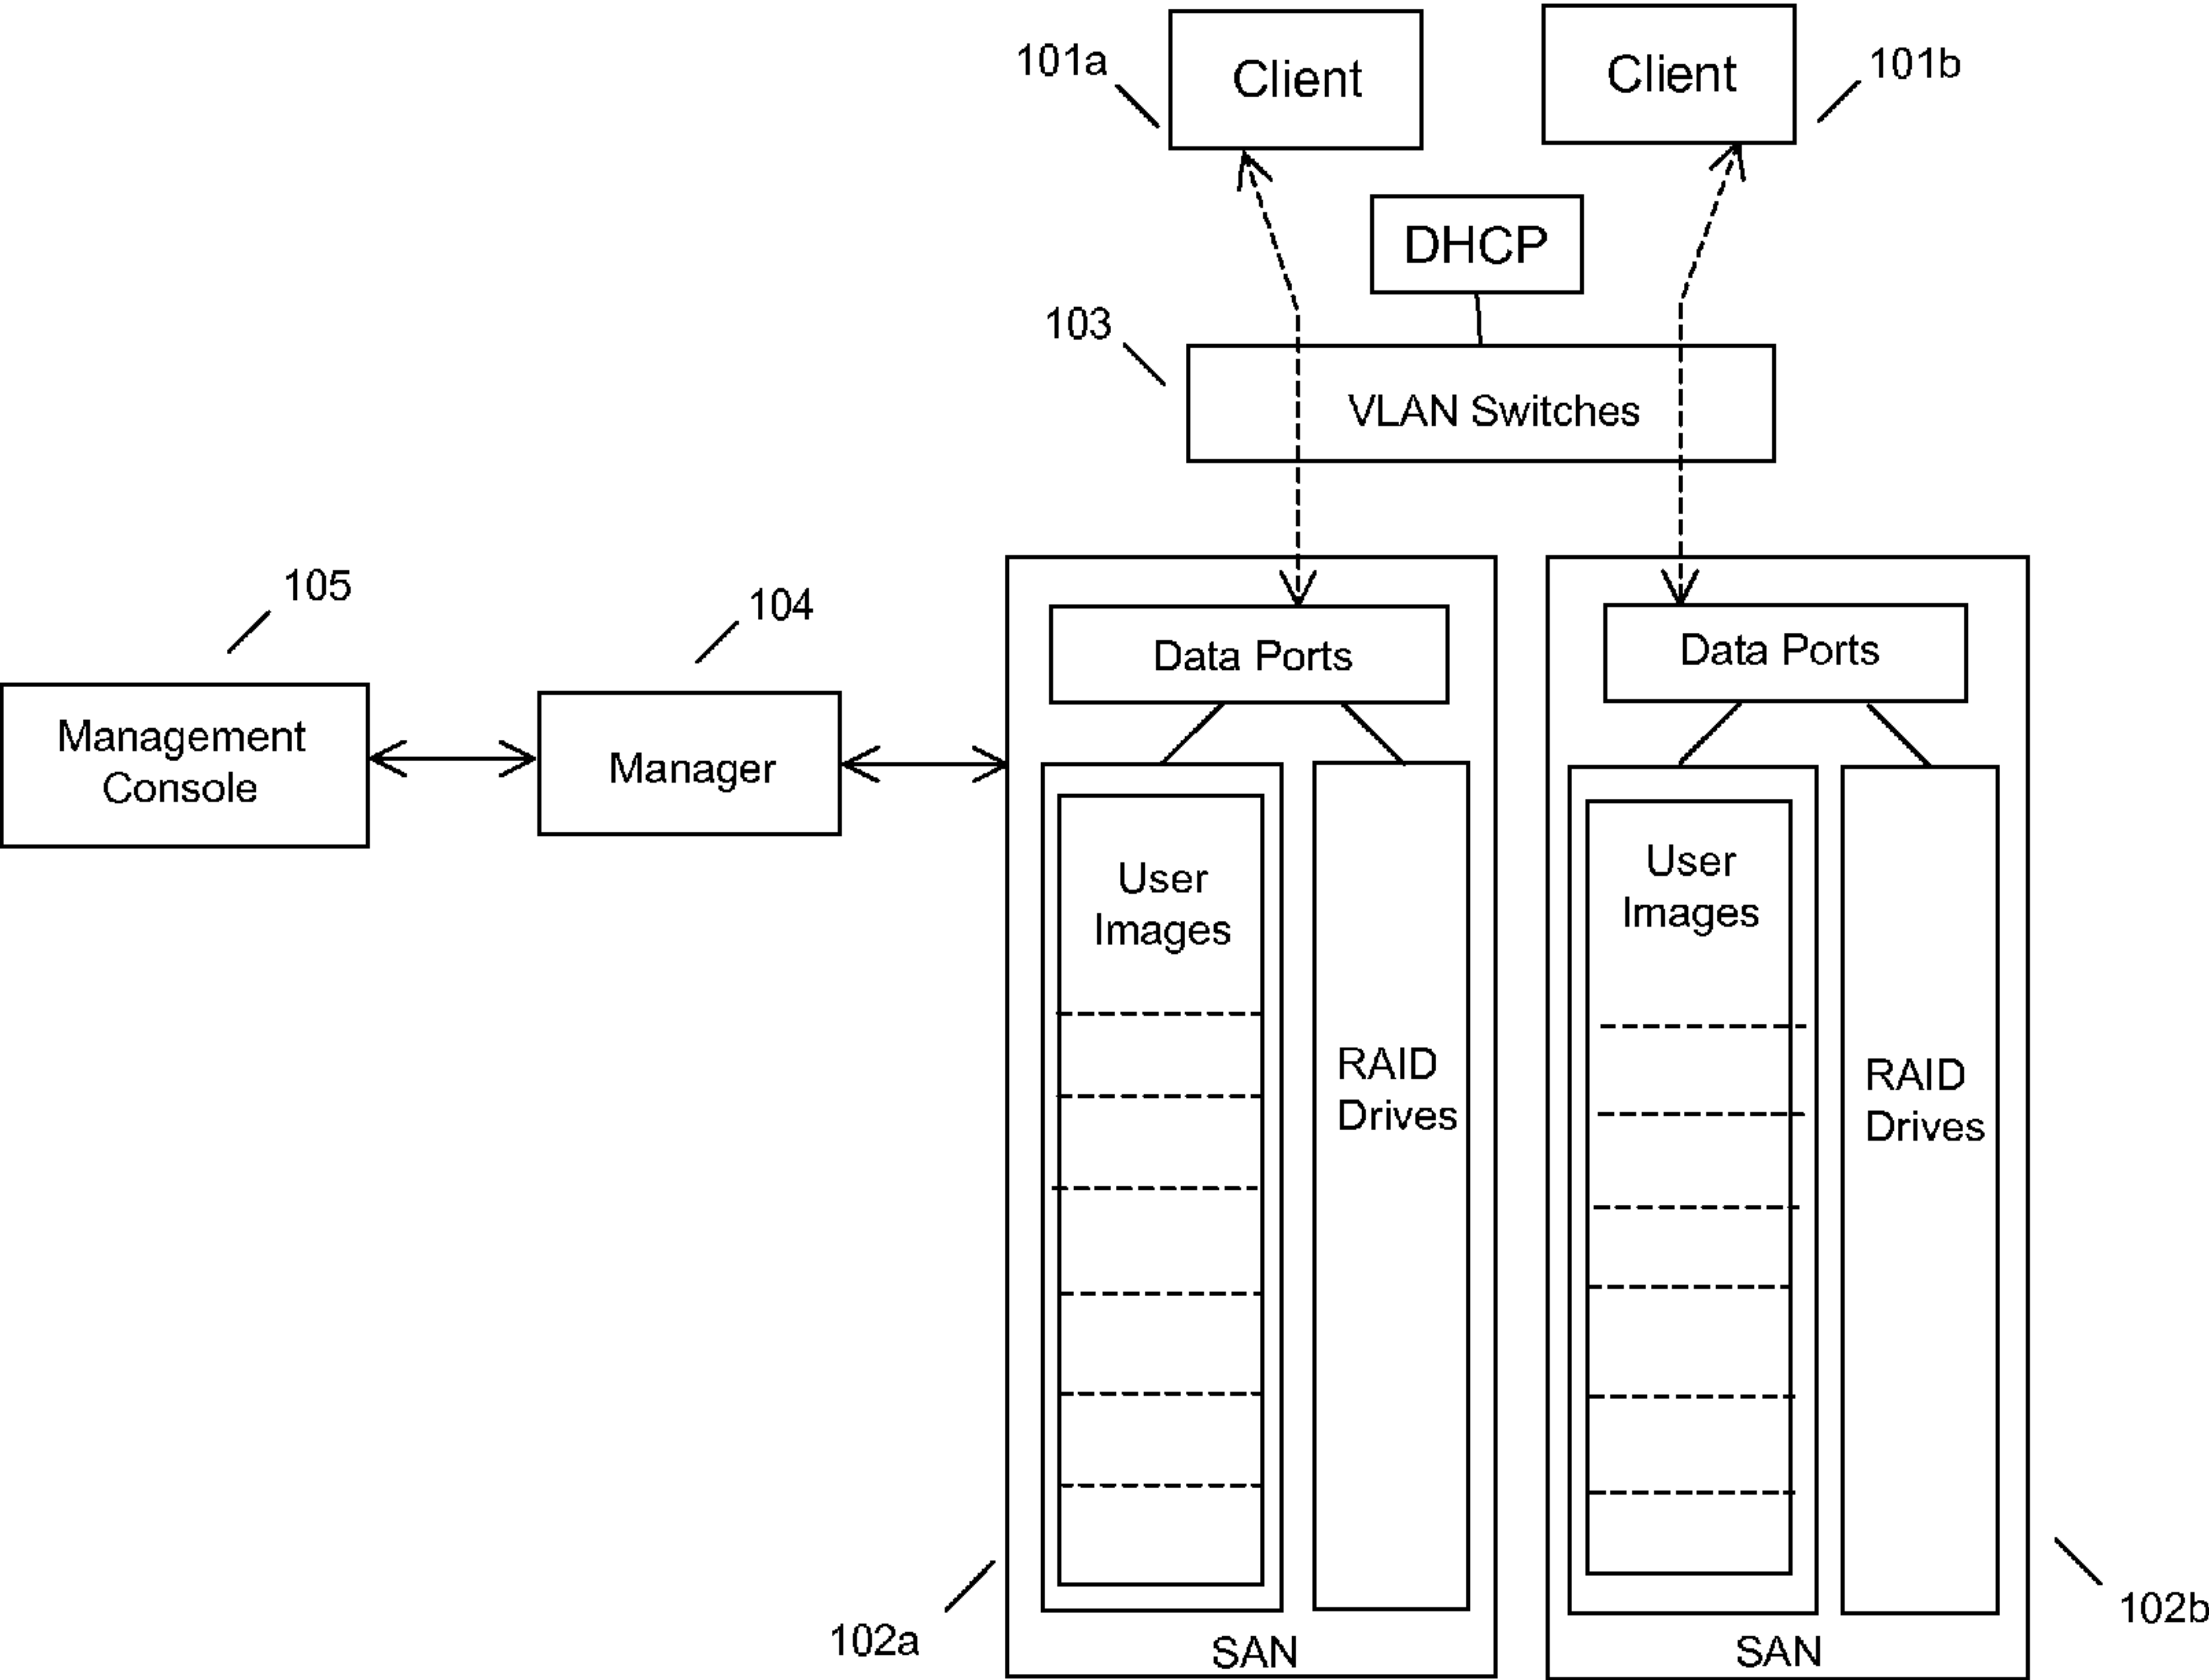 101a
Client
Client
101b
DHCP
103
VLAN Switches
105
104
Management
Console
Manager
Data Ports
Data Ports
User
Images
RAID
Drives
User
Images
RAID
Drives
102a
SAN
SAN
102b